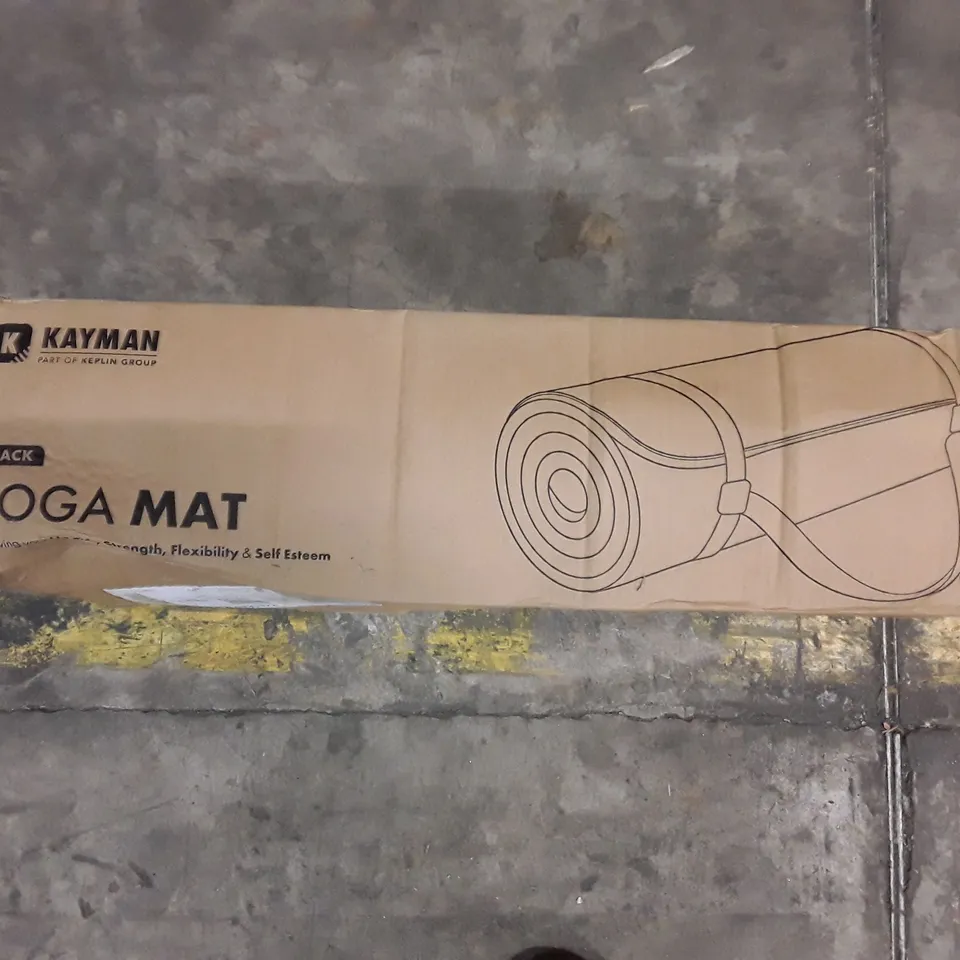 K KAYMAN
PART OF KEPLIN GROUP
ACK
OGA MAT
Strength, Flexibility & Self Esteem